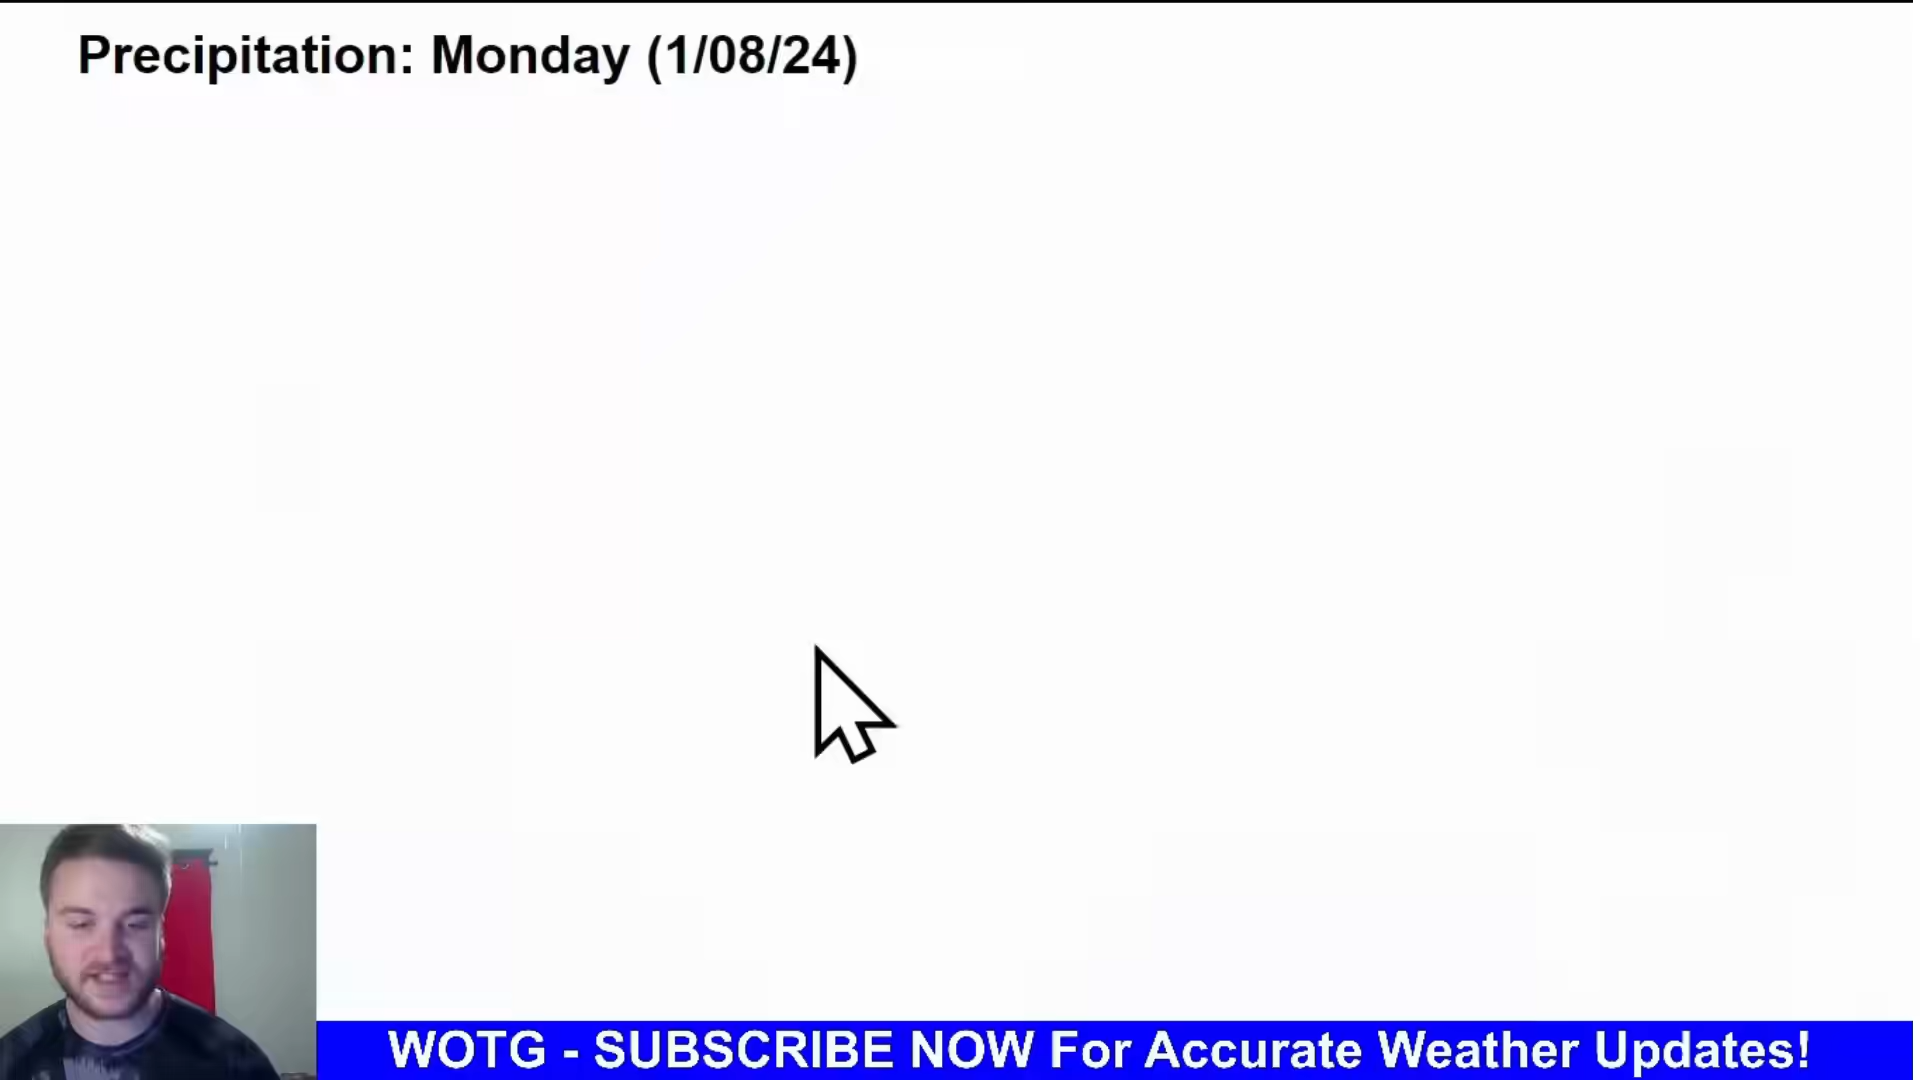 Precipitation: Monday (1/08/24)
WOTG - SUBSCRIBE NOW For Accurate Weather Updates!